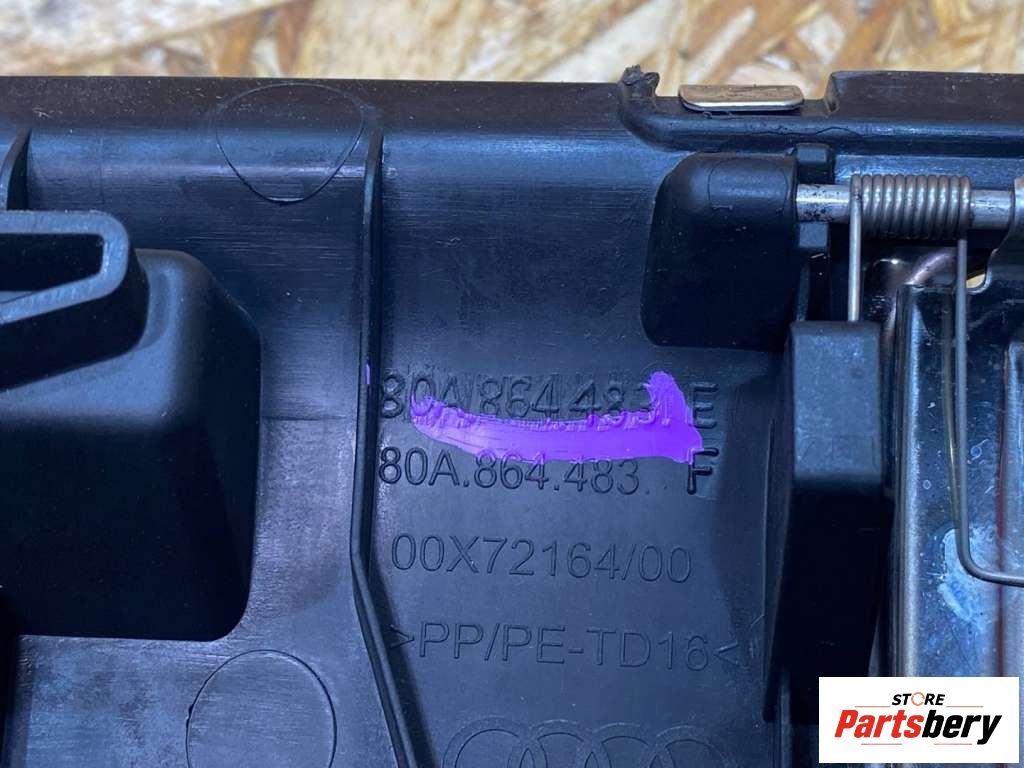 80A.864.483. E
80A.864.483. F
00X72164/00
>PP/PE-TD16<
STORE
Partsbery